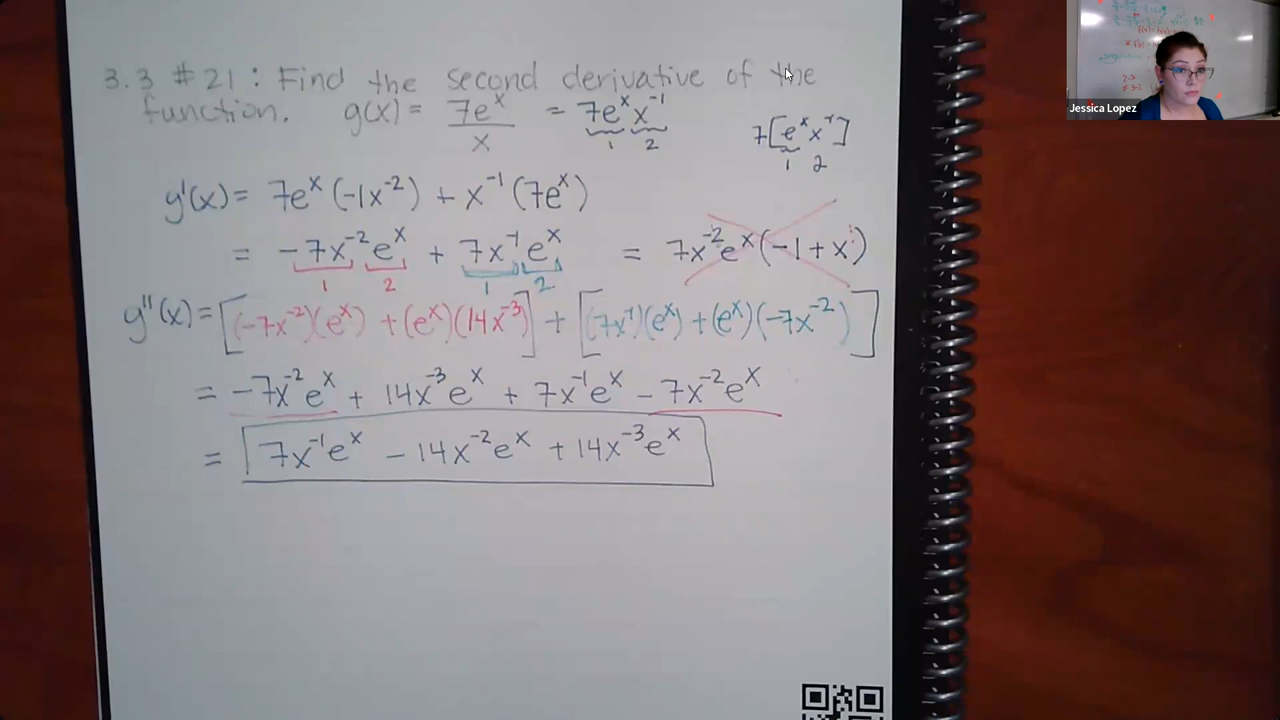 3.3 #21: Find the second derivative of the
function. g(x) = 7e^x / x = 7e^x x^-1
1 2
7[e^x x^-1]
1 2
g'(x) = 7e^x (-1x^-2) + x^-1 (7e^x)
= -7x^-2 e^x + 7x^-1 e^x = 7x^-2 e^x (-1 + x)
1 2 1 2
g''(x) = [(-7x^-2)(e^x) + (e^x)(14x^-3)] + [(7x^-1)(e^x) + (e^x)(-7x^-2)]
= -7x^-2 e^x + 14x^-3 e^x + 7x^-1 e^x - 7x^-2 e^x
= 7x^-1 e^x - 14x^-2 e^x + 14x^-3 e^x
Jessica Lopez